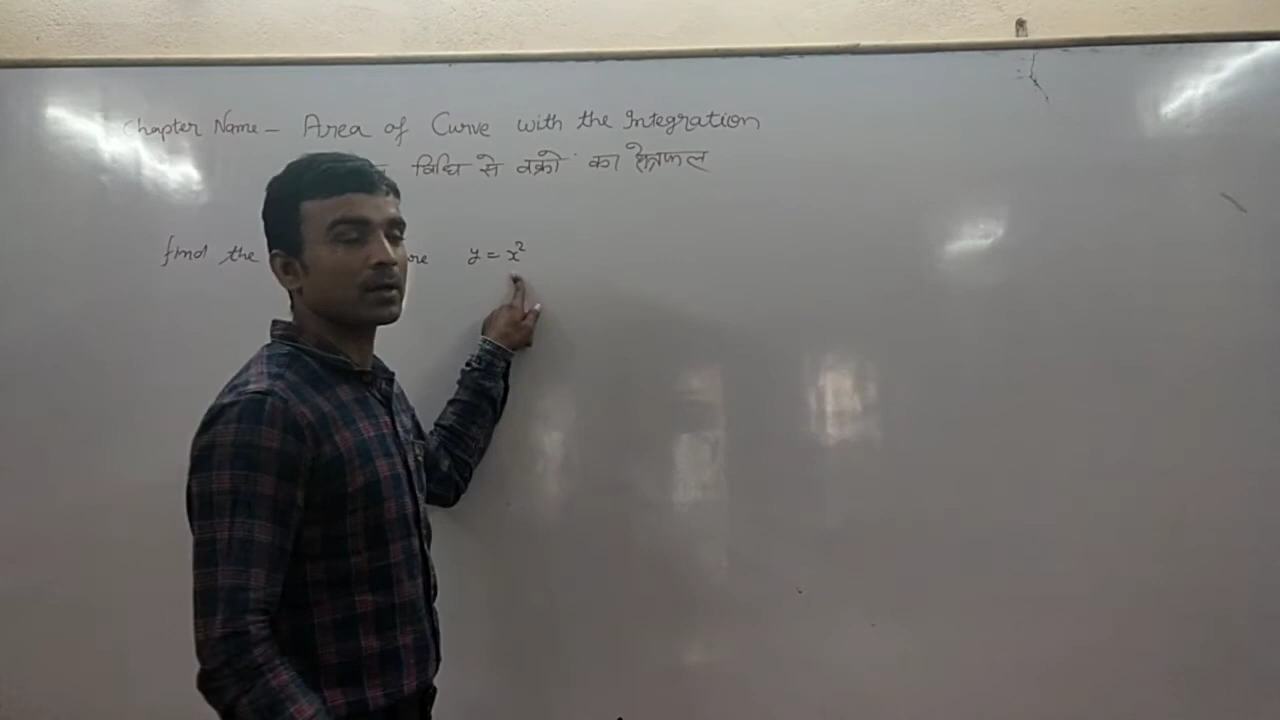 Chapter Name - Area of Curve with the Integration
विधि से वक्रो का क्षेत्रफल
find the y = x²